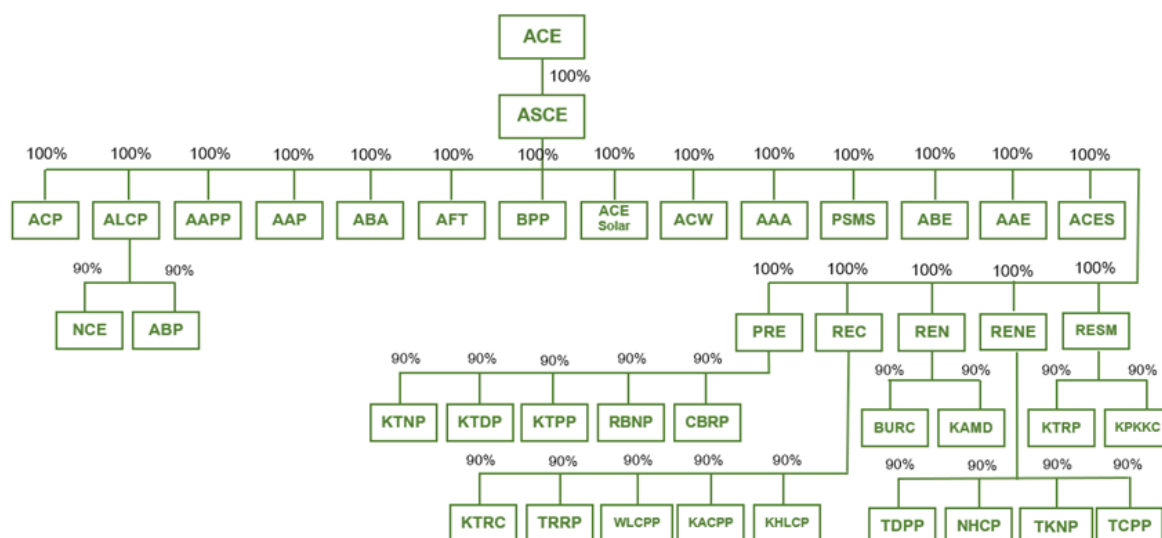 ACE
100%
ASCE
100% 100% 100% 100% 100% 100% 100% 100% 100% 100% 100% 100% 100% 100%
ACP ALCP AAPP AAP ABA AFT BPP ACE Solar ACW AAA PSMS ABE AAE ACES
90% 90%
NCE ABP
100% 100% 100% 100% 100%
PRE REC REN RENE RESM
90% 90% 90% 90% 90%
KTNP KTDP KTPP RBNP CBRP
90% 90% 90% 90%
BURC KAMD KTRP KPKKC
90% 90% 90% 90% 90%
KTRC TRRP WLCPP KACPP KHLCP
90% 90% 90% 90%
TDPP NHCP TKNP TCPP